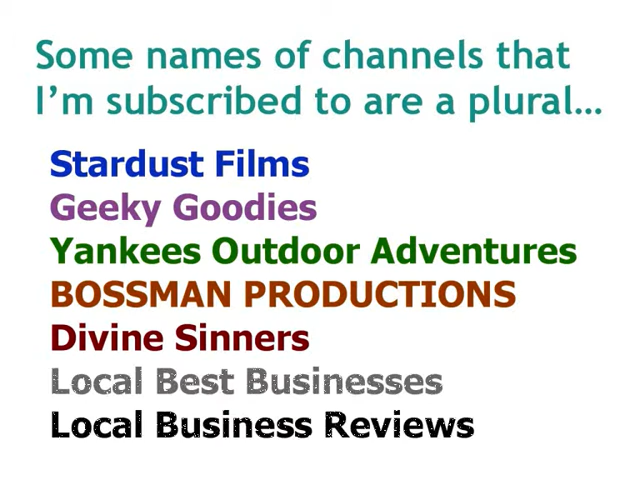 Some names of channels that
I'm subscribed to are a plural...
Stardust Films
Geeky Goodies
Yankees Outdoor Adventures
BOSSMAN PRODUCTIONS
Divine Sinners
Local Best Businesses
Local Business Reviews